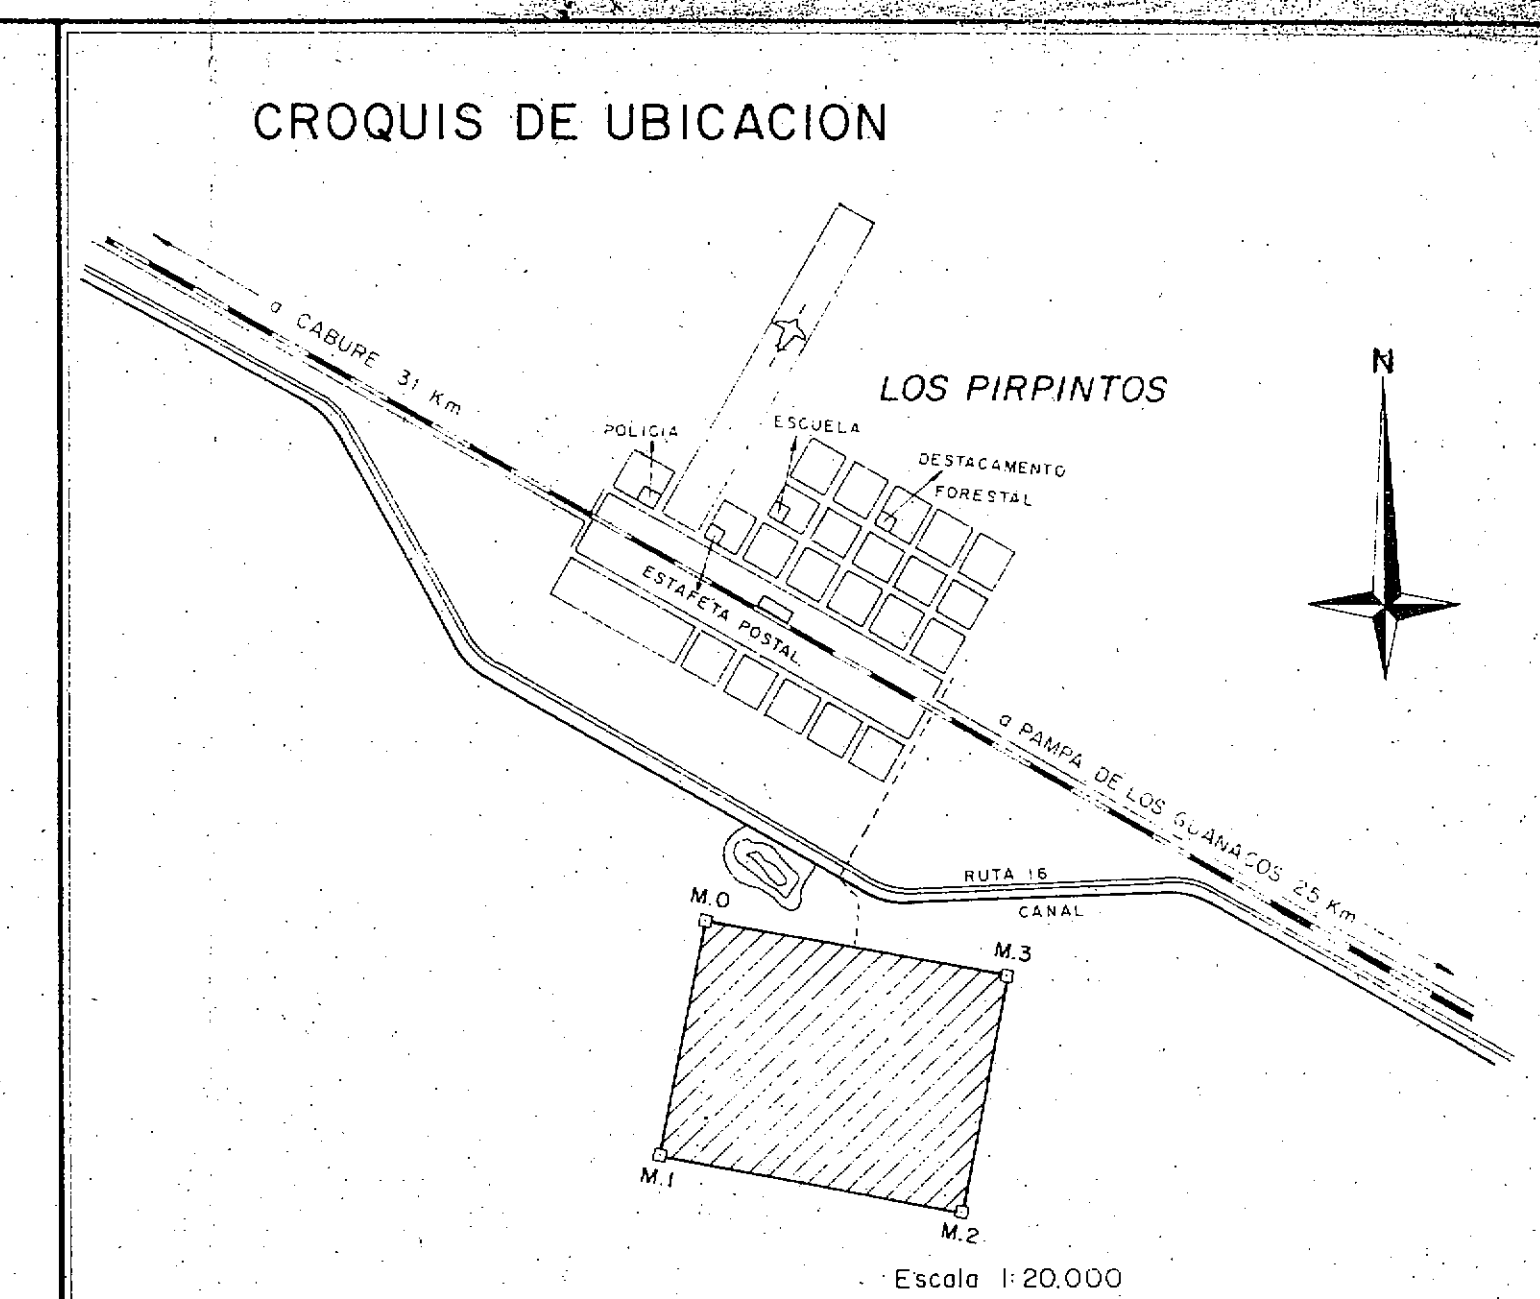 CROQUIS DE UBICACION
a CABURE 31 Km
LOS PIRPINTOS
N
POLICIA
ESCUELA
DESTACAMENTO
FORESTAL
ESTAFETA POSTAL
a PAMPA DE LOS GUANACOS 25 Km
RUTA 16
CANAL
M.0
M.3
M.1
M.2
Escala 1:20.000